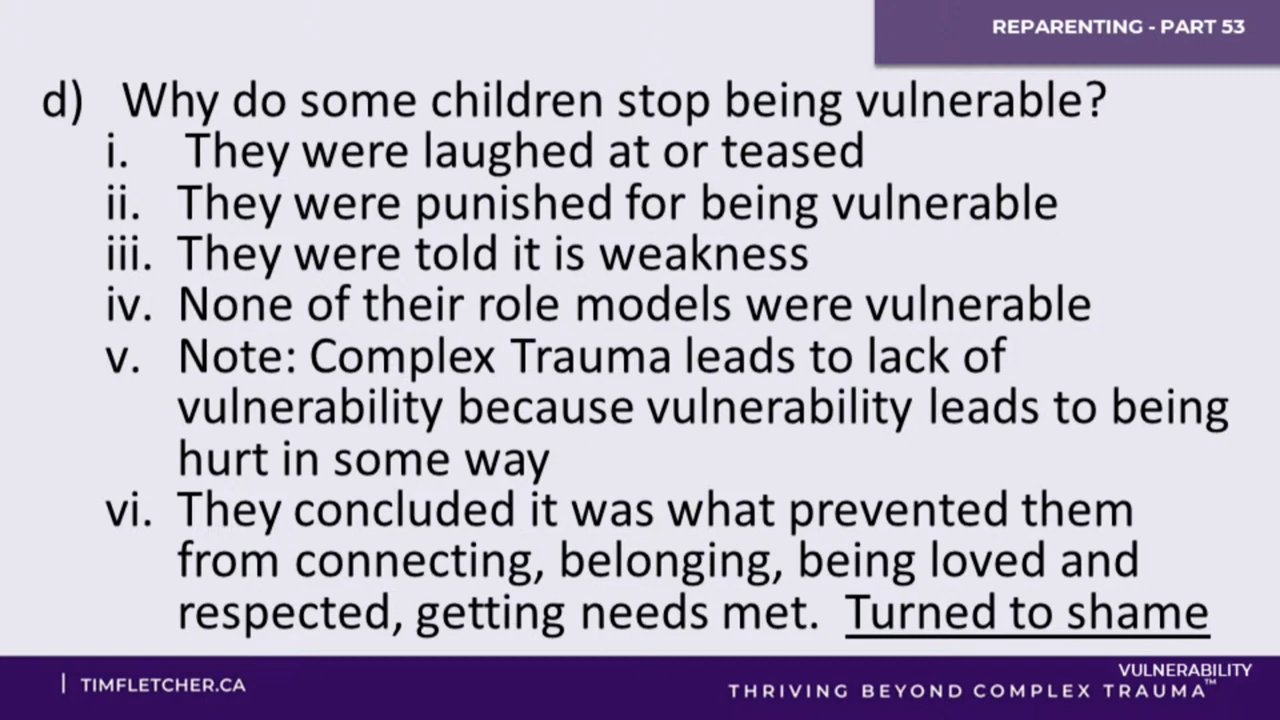 REPARENTING - PART 53
d) Why do some children stop being vulnerable?
i. They were laughed at or teased
ii. They were punished for being vulnerable
iii. They were told it is weakness
iv. None of their role models were vulnerable
v. Note: Complex Trauma leads to lack of
vulnerability because vulnerability leads to being
hurt in some way
vi. They concluded it was what prevented them
from connecting, belonging, being loved and
respected, getting needs met. Turned to shame
| TIMFLETCHER.CA
VULNERABILITY
THRIVING BEYOND COMPLEX TRAUMA™